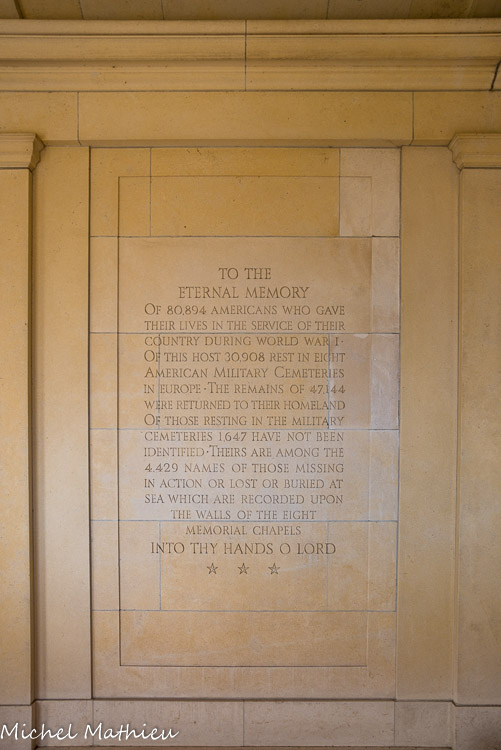 TO THE
ETERNAL MEMORY
OF 80,894 AMERICANS WHO GAVE
THEIR LIVES IN THE SERVICE OF THEIR
COUNTRY DURING WORLD WAR I·
OF THIS HOST 30,908 REST IN EIGHT
AMERICAN MILITARY CEMETERIES
IN EUROPE·THE REMAINS OF 47,144
WERE RETURNED TO THEIR HOMELAND
OF THOSE RESTING IN THE MILITARY
CEMETERIES 1,647 HAVE NOT BEEN
IDENTIFIED·THEIRS ARE AMONG THE
4,429 NAMES OF THOSE MISSING
IN ACTION OR LOST OR BURIED AT
SEA WHICH ARE RECORDED UPON
THE WALLS OF THE EIGHT
MEMORIAL CHAPELS
INTO THY HANDS O LORD
Michel Mathieu